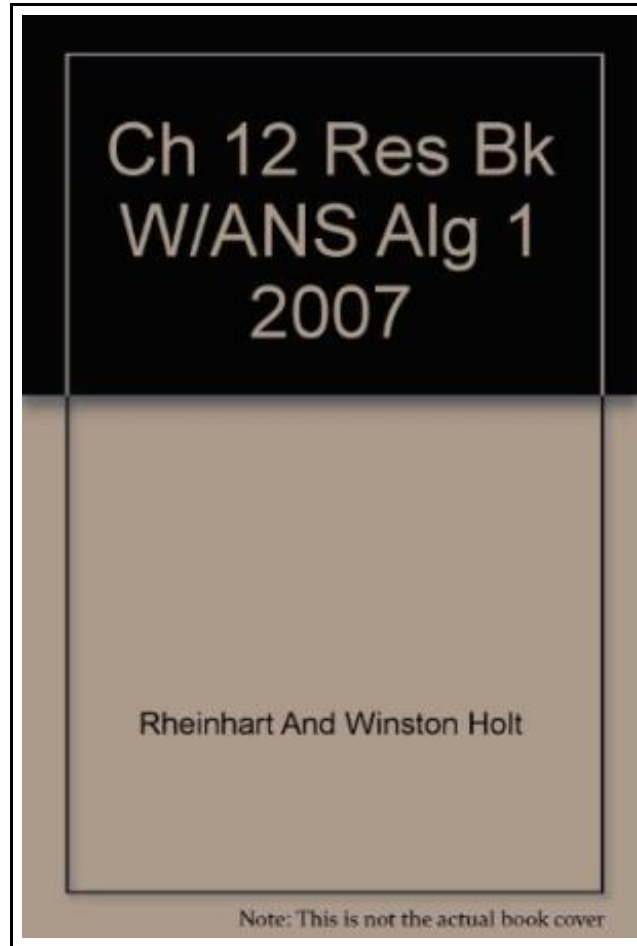 Ch 12 Res Bk
W/ANS Alg 1
2007
Rheinhart And Winston Holt
Note: This is not the actual book cover